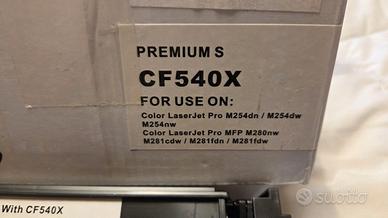 PREMIUM S
CF540X
FOR USE ON:
Color LaserJet Pro M254dn / M254dw
M254nw
Color LaserJet Pro MFP M280nw
M281cdw / M281fdn / M281fdw
With CF540X
subito